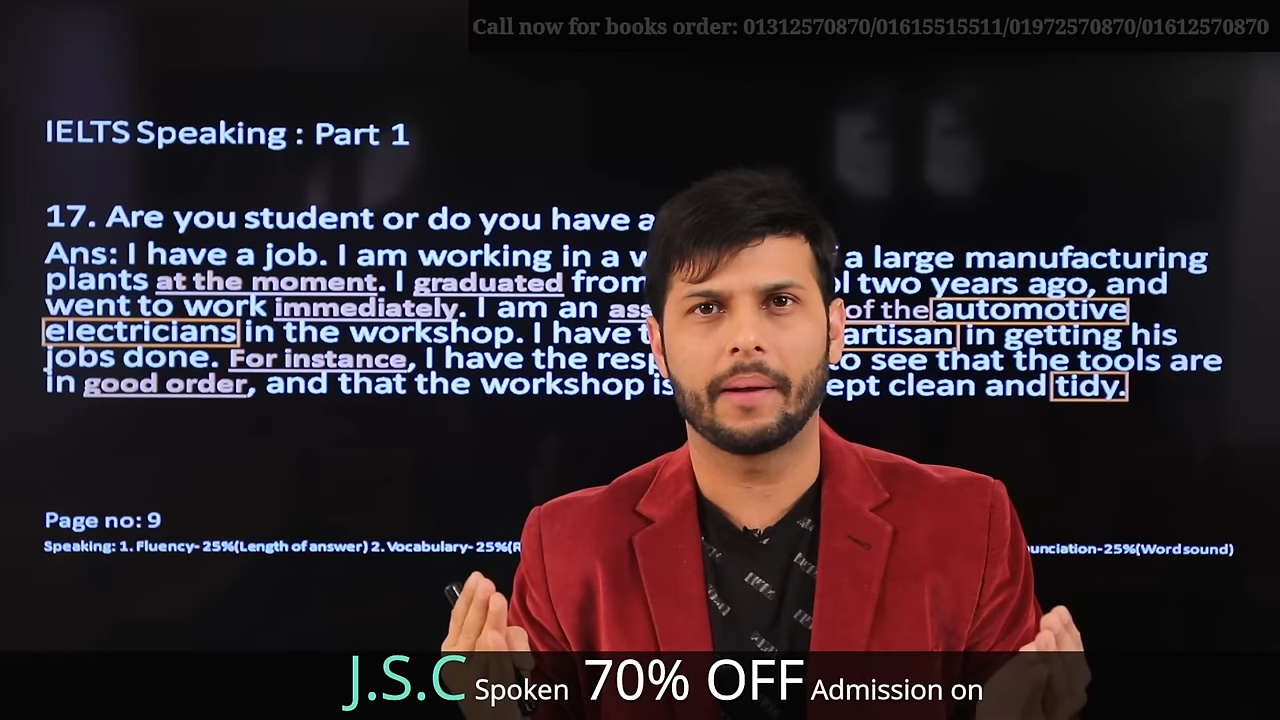 Call now for books order: 01312570870/01615515511/01972570870/01612570870
IELTS Speaking : Part 1
17. Are you student or do you have a
Ans: I have a job. I am working in a a large manufacturing
plants at the moment. I graduated from two years ago, and
went to work immediately. I am an of the automotive
electricians in the workshop. I have artisan in getting his
jobs done. For instance, I have the to see that the tools are
in good order, and that the workshop clean and tidy.
Page no: 9
Speaking: 1. Fluency- 25%(Length of answer) 2. Vocabulary- 25%( -25%(Word sound)
J.S.C Spoken 70% OFF Admission on